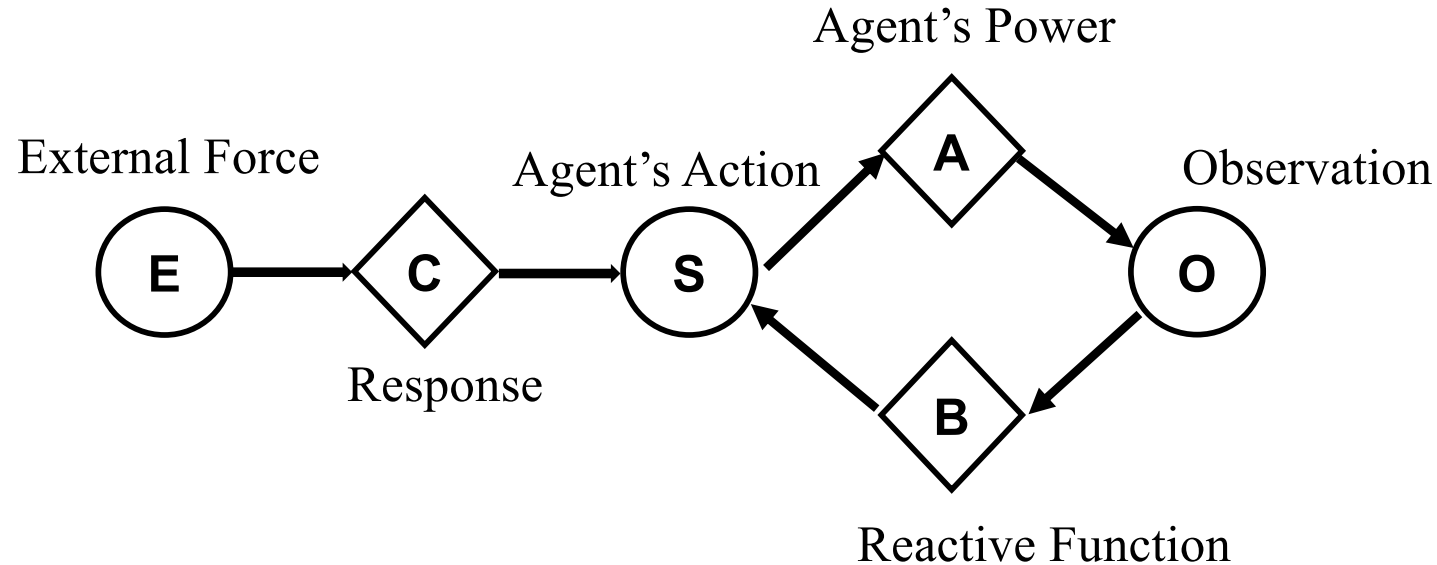 Agent’s Power
A
External Force
Agent’s Action
Observation
E
C
S
O
Response
B
Reactive Function